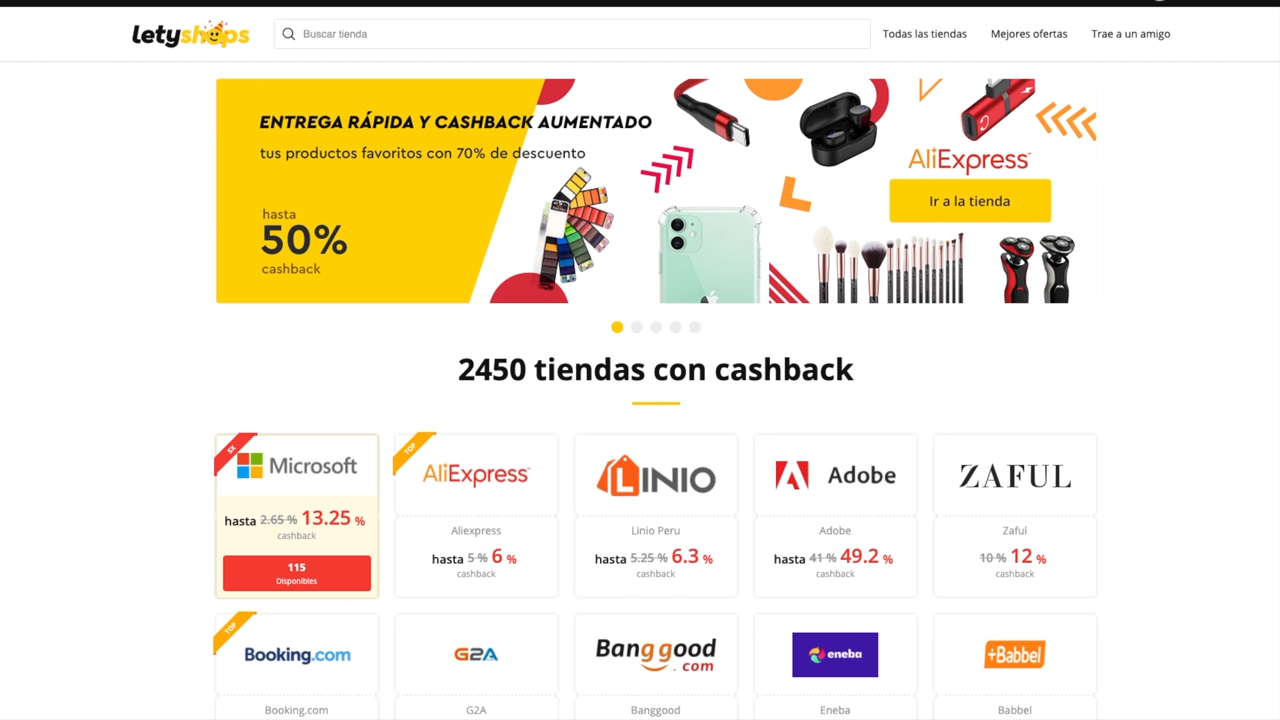 letyshops
Buscar tienda
Todas las tiendas
Mejores ofertas
Trae a un amigo
ENTREGA RÁPIDA Y CASHBACK AUMENTADO
tus productos favoritos con 70% de descuento
hasta
50%
cashback
AliExpress
Ir a la tienda
2450 tiendas con cashback
5X
Microsoft
hasta 2.65 % 13.25 %
cashback
115
Disponibles
TOP
AliExpress
Aliexpress
hasta 5 % 6 %
cashback
LINIO
Linio Peru
hasta 5.25 % 6.3 %
cashback
Adobe
Adobe
hasta 41 % 49.2 %
cashback
ZAFUL
Zaful
10 % 12 %
cashback
TOP
Booking.com
Booking.com
G2A
G2A
Banggood
.com
Banggood
eneba
Eneba
+Babbel
Babbel